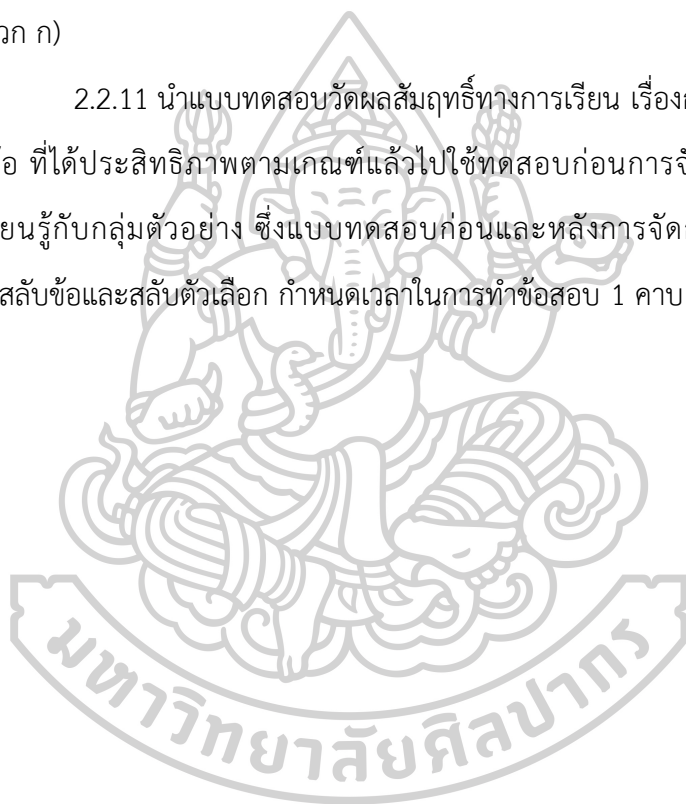 วก ก)
2.2.11 นำแบบทดสอบวัดผลสัมฤทธิ์ทางการเรียน เรื่อง
ที่ได้ประสิทธิภาพตามเกณฑ์แล้วไปใช้ทดสอบก่อนการ
ยนรู้กับกลุ่มตัวอย่าง ซึ่งแบบทดสอบก่อนและหลังการจัด
สลับข้อและสลับตัวเลือก กำหนดเวลาในการทำข้อสอบ 1 คาบ
มหาวิทยาลัยศิลปากร